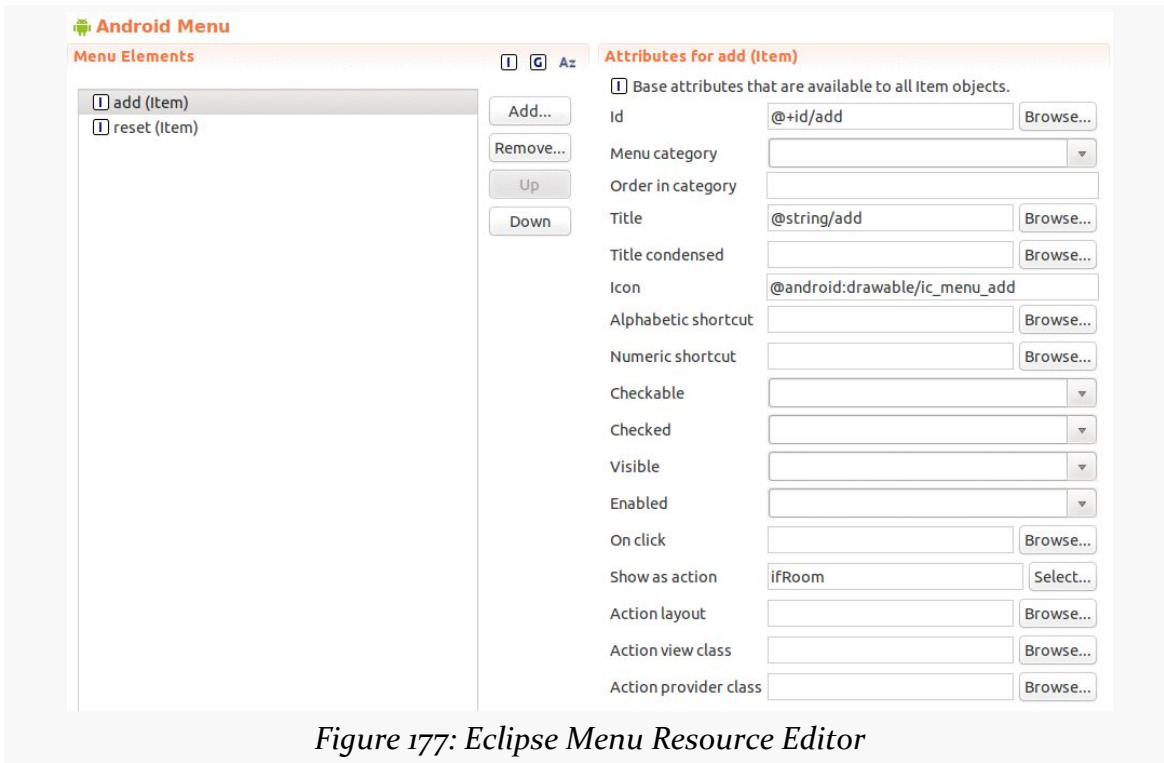 Android Menu
Menu Elements
I G Az
I add (Item)
I reset (Item)
Add...
Remove...
Up
Down
Attributes for add (Item)
I Base attributes that are available to all Item objects.
Id @+id/add Browse...
Menu category
Order in category
Title @string/add Browse...
Title condensed Browse...
Icon @android:drawable/ic_menu_add
Alphabetic shortcut Browse...
Numeric shortcut Browse...
Checkable
Checked
Visible
Enabled
On click Browse...
Show as action ifRoom Select...
Action layout Browse...
Action view class Browse...
Action provider class Browse...
Figure 177: Eclipse Menu Resource Editor